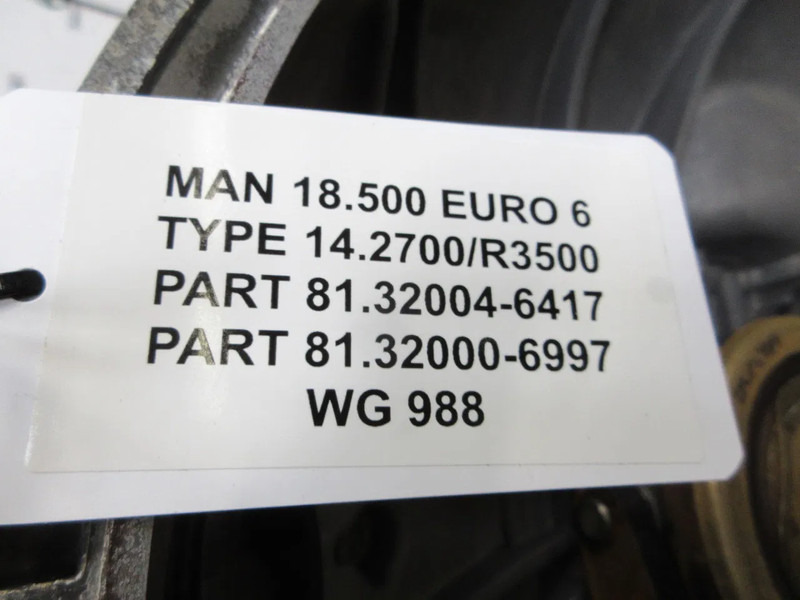 MAN 18.500 EURO 6
TYPE 14.2700/R3500
PART 81.32004-6417
PART 81.32000-6997
WG 988